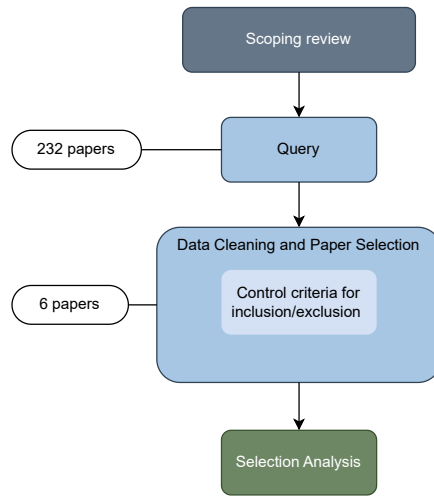 Scoping review
232 papers
Query
Data Cleaning and Paper Selection
Control criteria for
inclusion/exclusion
6 papers
Selection Analysis